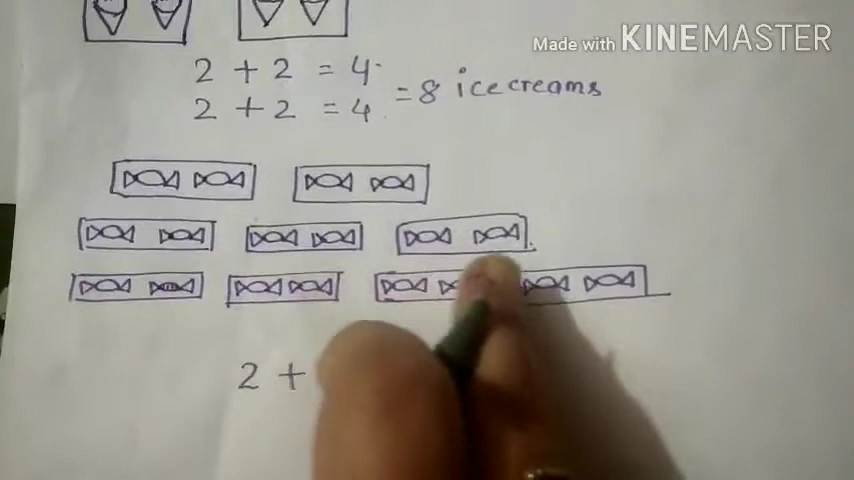 Made with KINEMASTER
2 + 2 = 4
2 + 2 = 4 = 8 icecreams
2 +